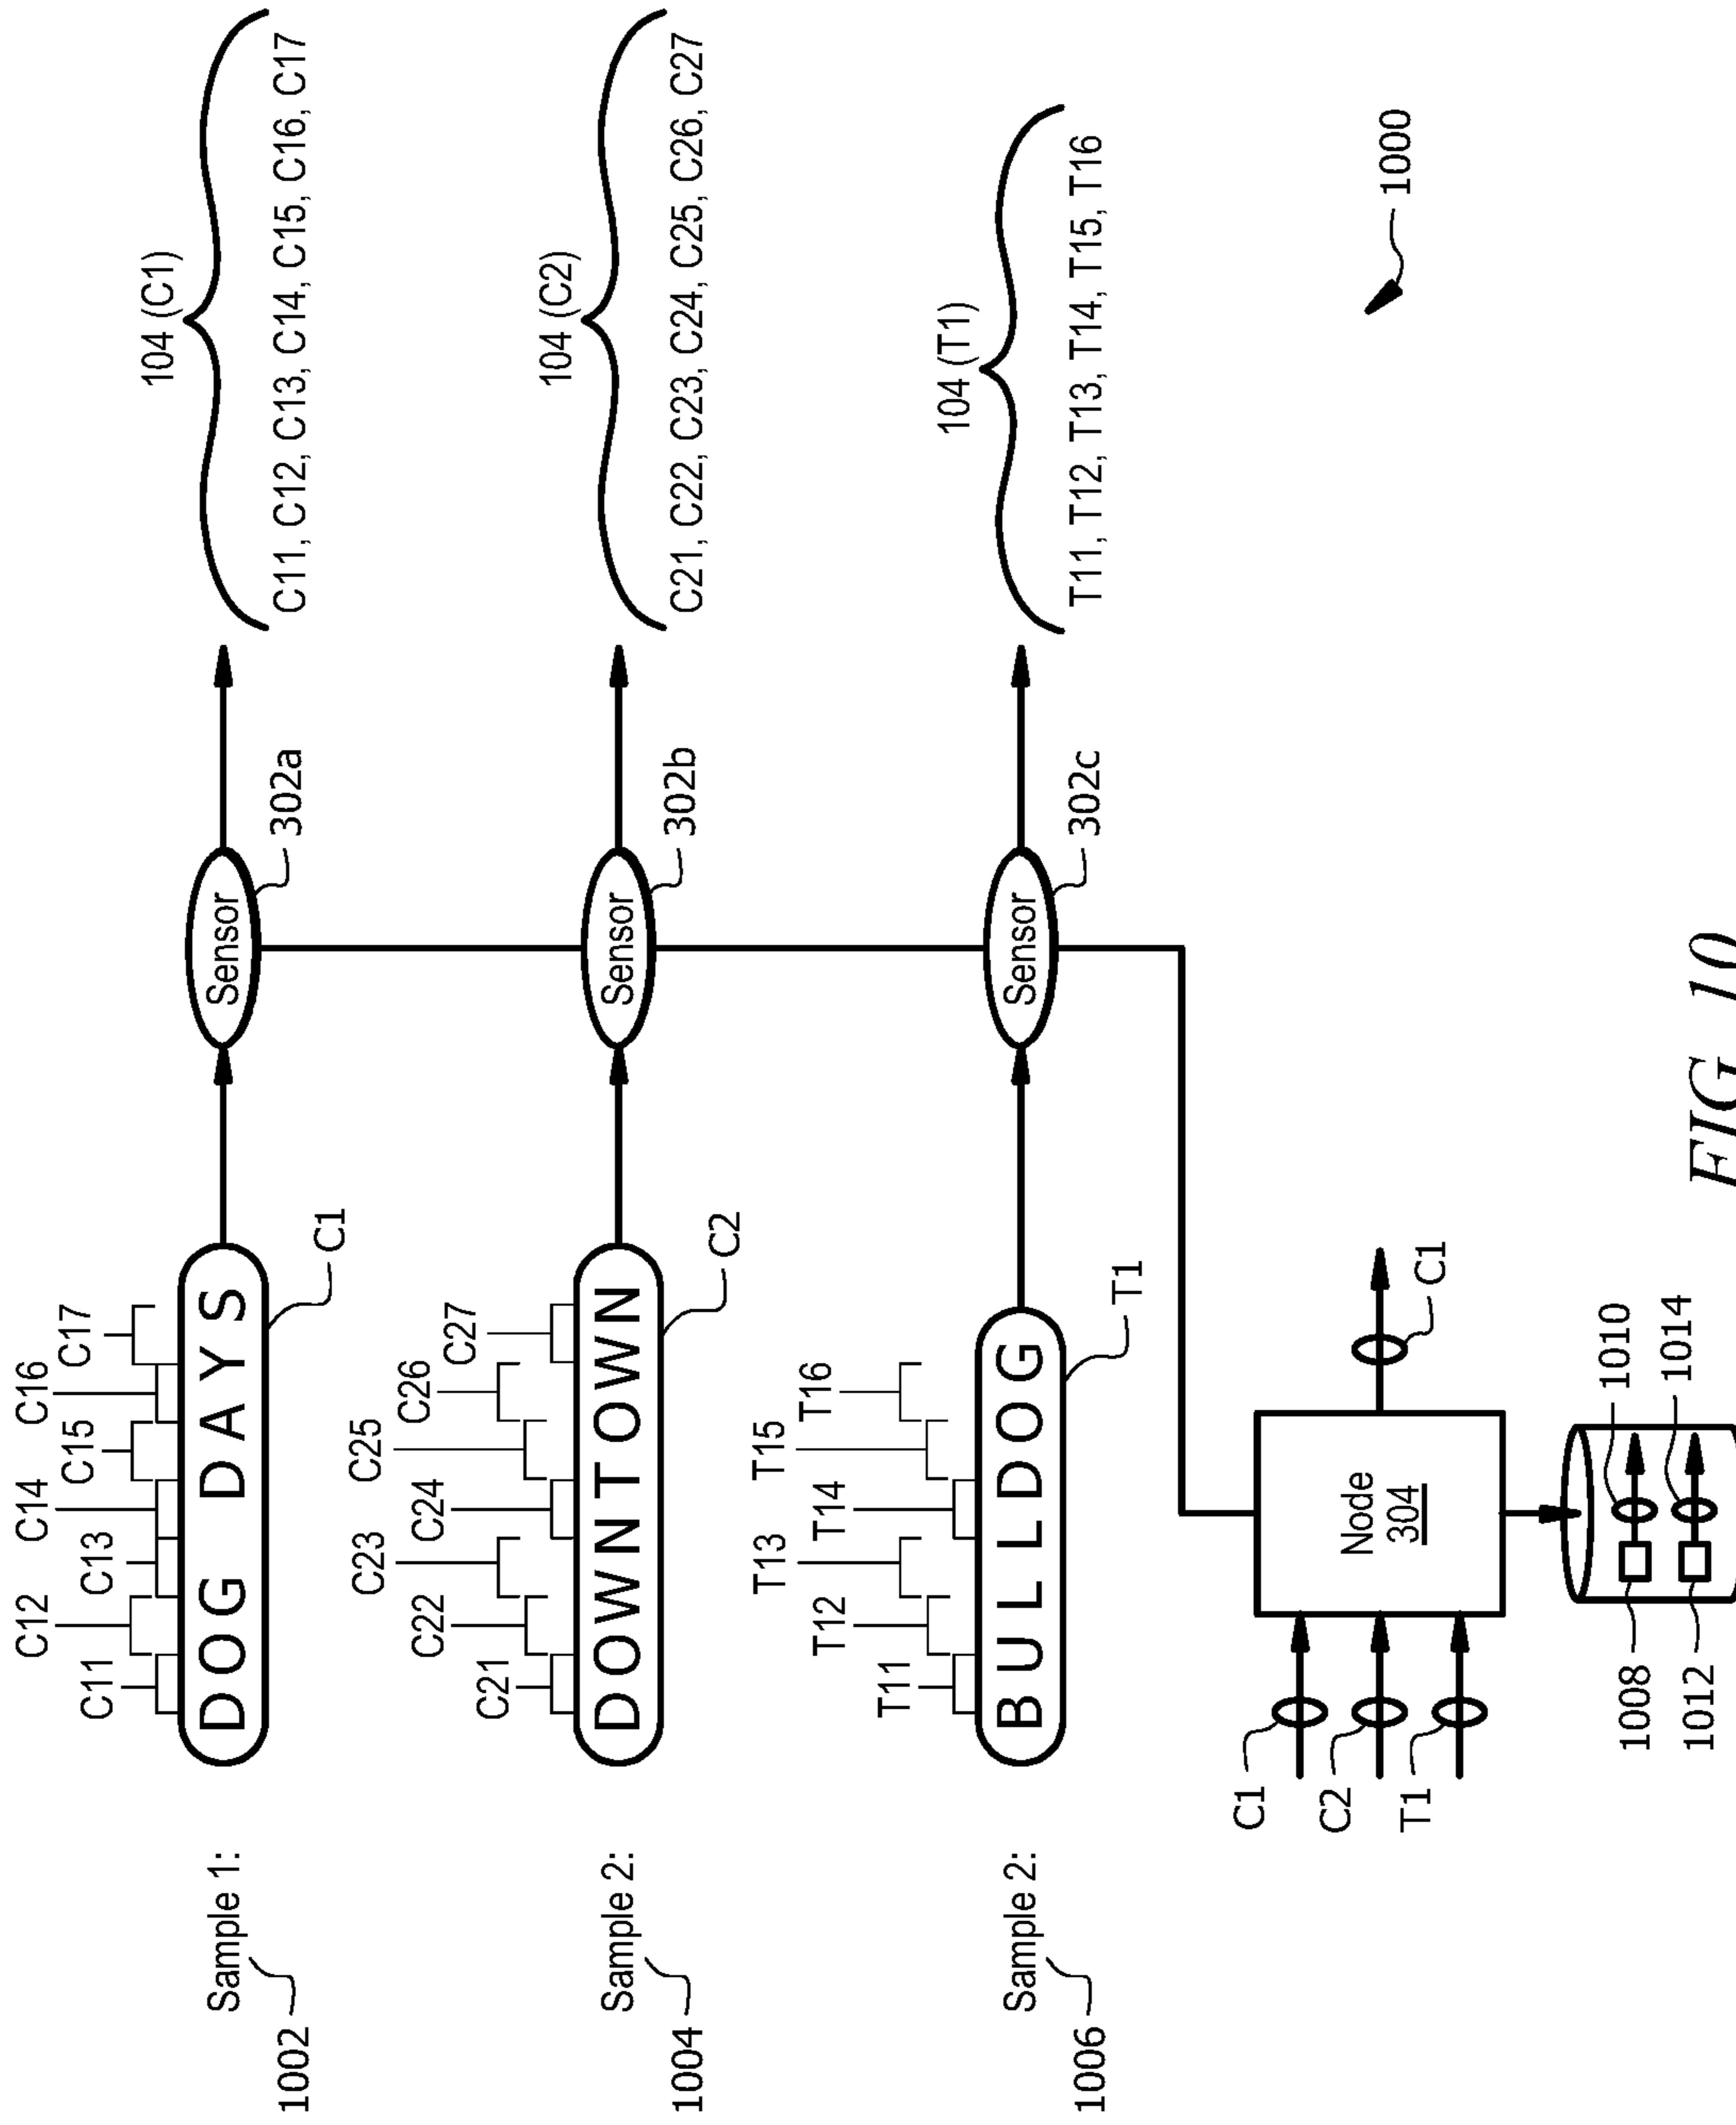 C11 C12 C13 C14 C15 C16 C17
DOG DAYS
C1
Sample 1:
1002
Sensor
302a
104 (C1)
C11, C12, C13, C14, C15, C16, C17
C21 C22 C23 C24 C25 C26 C27
DOWNTOWN
C2
Sample 2:
1004
Sensor
302b
104 (C2)
C21, C22, C23, C24, C25, C26, C27
T11 T12 T13 T14 T15 T16
BULLDOG
T1
Sample 2:
1006
Sensor
302c
104 (T1)
T11, T12, T13, T14, T15, T16
C1
C2
T1
Node
304
C1
1008
1010
1012
1014
1000
FIG. 10